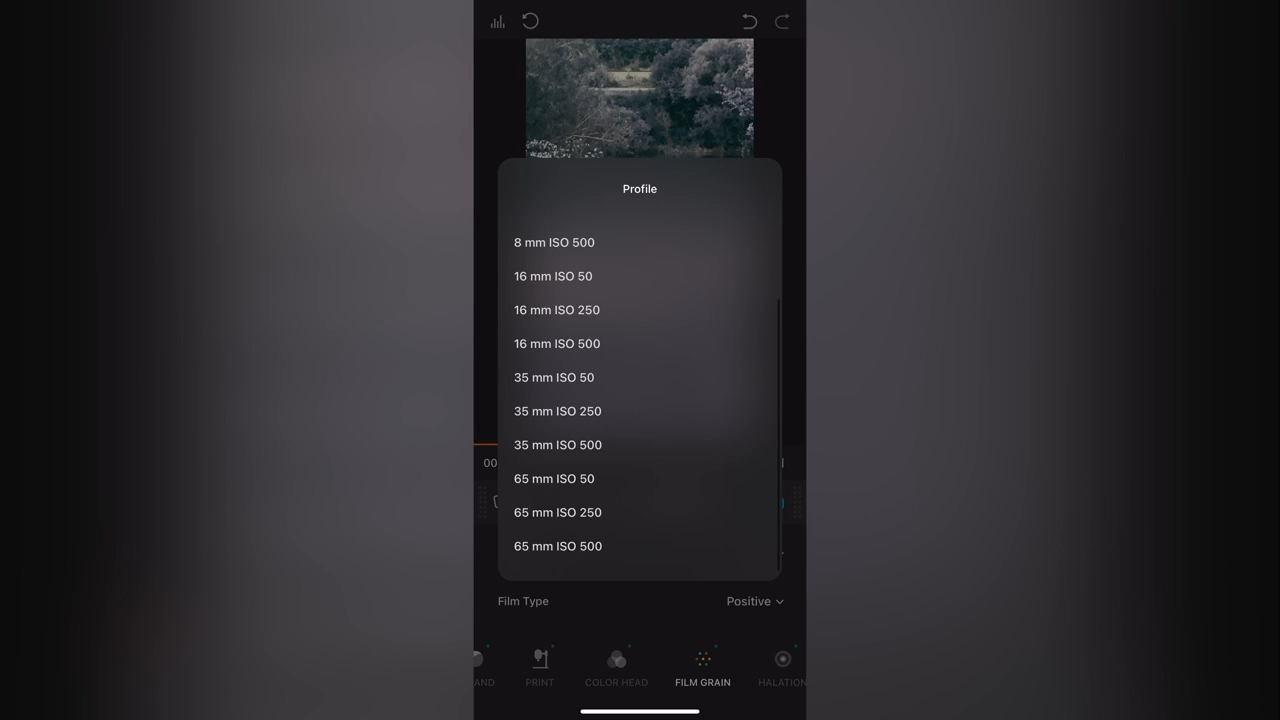 Profile
8 mm ISO 500
16 mm ISO 50
16 mm ISO 250
16 mm ISO 500
35 mm ISO 50
35 mm ISO 250
35 mm ISO 500
65 mm ISO 50
65 mm ISO 250
65 mm ISO 500
00
Film Type Positive
AND PRINT COLOR HEAD FILM GRAIN HALATION